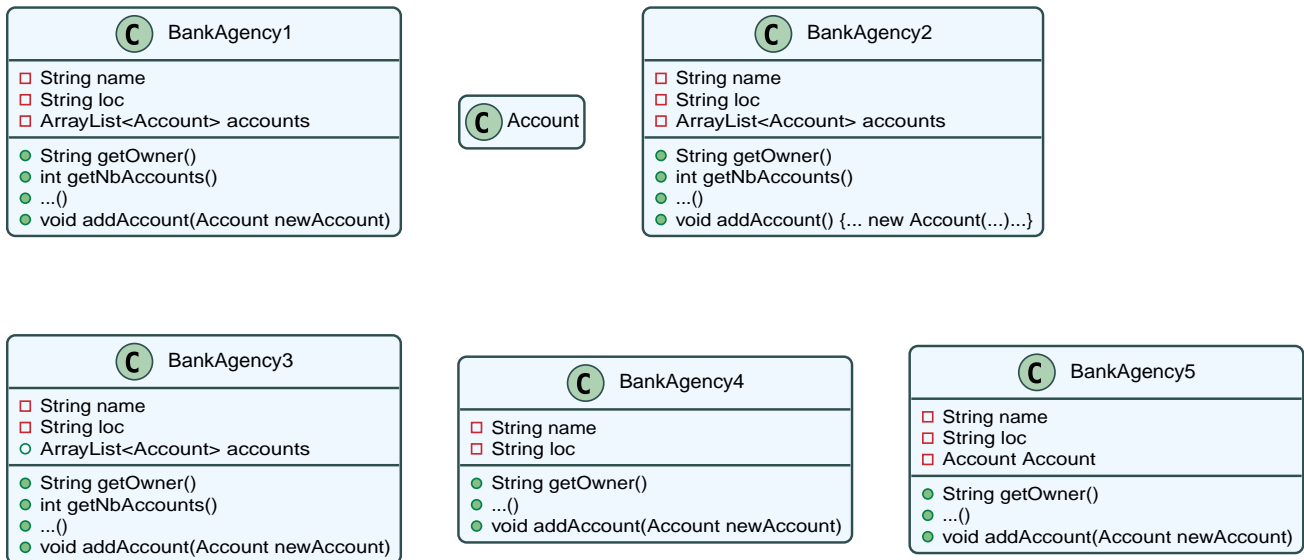 C BankAgency1
String name
String loc
ArrayList<Account> accounts
String getOwner()
int getNbAccounts()
...()
void addAccount(Account newAccount)
C Account
C BankAgency2
String name
String loc
ArrayList<Account> accounts
String getOwner()
int getNbAccounts()
...()
void addAccount() {... new Account(...)...}
C BankAgency3
String name
String loc
ArrayList<Account> accounts
String getOwner()
int getNbAccounts()
...()
void addAccount(Account newAccount)
C BankAgency4
String name
String loc
String getOwner()
...()
void addAccount(Account newAccount)
C BankAgency5
String name
String loc
Account Account
String getOwner()
...()
void addAccount(Account newAccount)